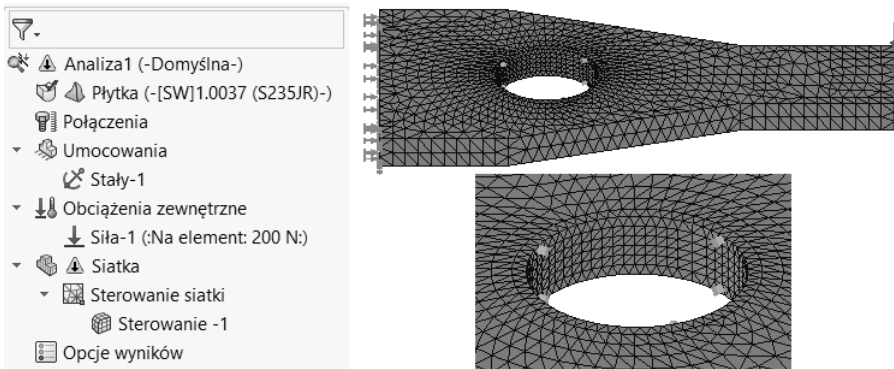 Analiza1 (-Domyślna-)
Płytka (-[SW]1.0037 (S235JR)-)
Połączenia
Umocowania
Stały-1
Obciążenia zewnętrzne
Siła-1 (:Na element: 200 N:)
Siatka
Sterowanie siatki
Sterowanie -1
Opcje wyników